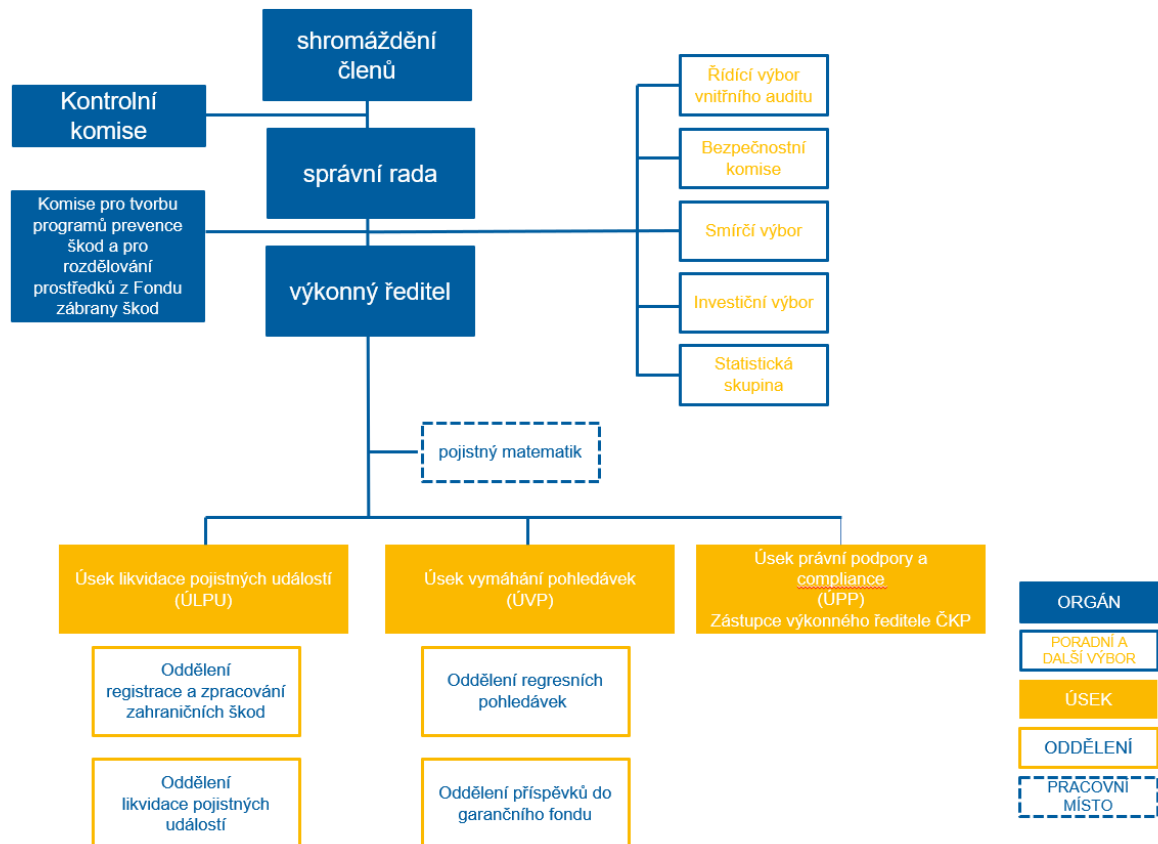 shromáždění
členů
Kontrolní
komise
správní rada
Komise pro tvorbu
programů prevence
škod a pro
rozdělování
prostředků z Fondu
zábrany škod
výkonný ředitel
Řídící výbor
vnitřního auditu
Bezpečnostní
komise
Smírčí výbor
Investiční výbor
Statistická
skupina
pojistný matematik
Úsek likvidace pojistných událostí
(ÚLPU)
Oddělení
registrace a zpracování
zahraničních škod
Oddělení
likvidace pojistných
událostí
Úsek vymáhání pohledávek
(ÚVP)
Oddělení regresních
pohledávek
Oddělení příspěvků do
garančního fondu
Úsek právní podpory a
compliance
(ÚPP)
Zástupce výkonného ředitele ČKP
ORGÁN
PORADNÍ A
DALŠÍ VÝBOR
ÚSEK
ODDĚLENÍ
PRACOVNÍ
MÍSTO